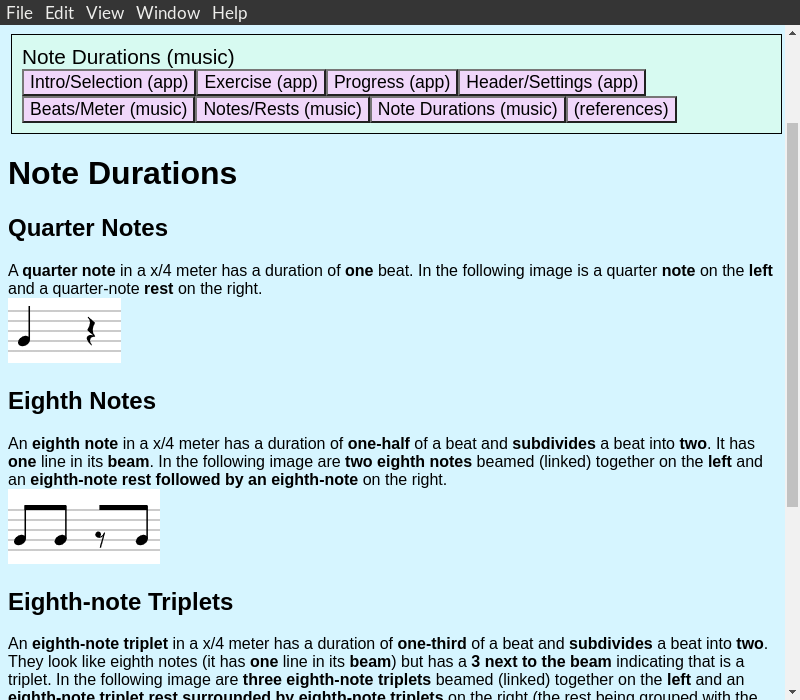 File Edit View Window Help
Note Durations (music)
Intro/Selection (app) Exercise (app) Progress (app) Header/Settings (app)
Beats/Meter (music) Notes/Rests (music) Note Durations (music) (references)
Note Durations
Quarter Notes
A quarter note in a x/4 meter has a duration of one beat. In the following image is a quarter note on the left
and a quarter-note rest on the right.
Eighth Notes
An eighth note in a x/4 meter has a duration of one-half of a beat and subdivides a beat into two. It has
one line in its beam. In the following image are two eighth notes beamed (linked) together on the left and
an eighth-note rest followed by an eighth-note on the right.
Eighth-note Triplets
An eighth-note triplet in a x/4 meter has a duration of one-third of a beat and subdivides a beat into two.
They look like eighth notes (it has one line in its beam) but has a 3 next to the beam indicating that is a
triplet. In the following image are three eighth-note triplets beamed (linked) together on the left and an
eighth-note triplet rest surrounded by eighth-note triplets on the right (the rest being grouped with the